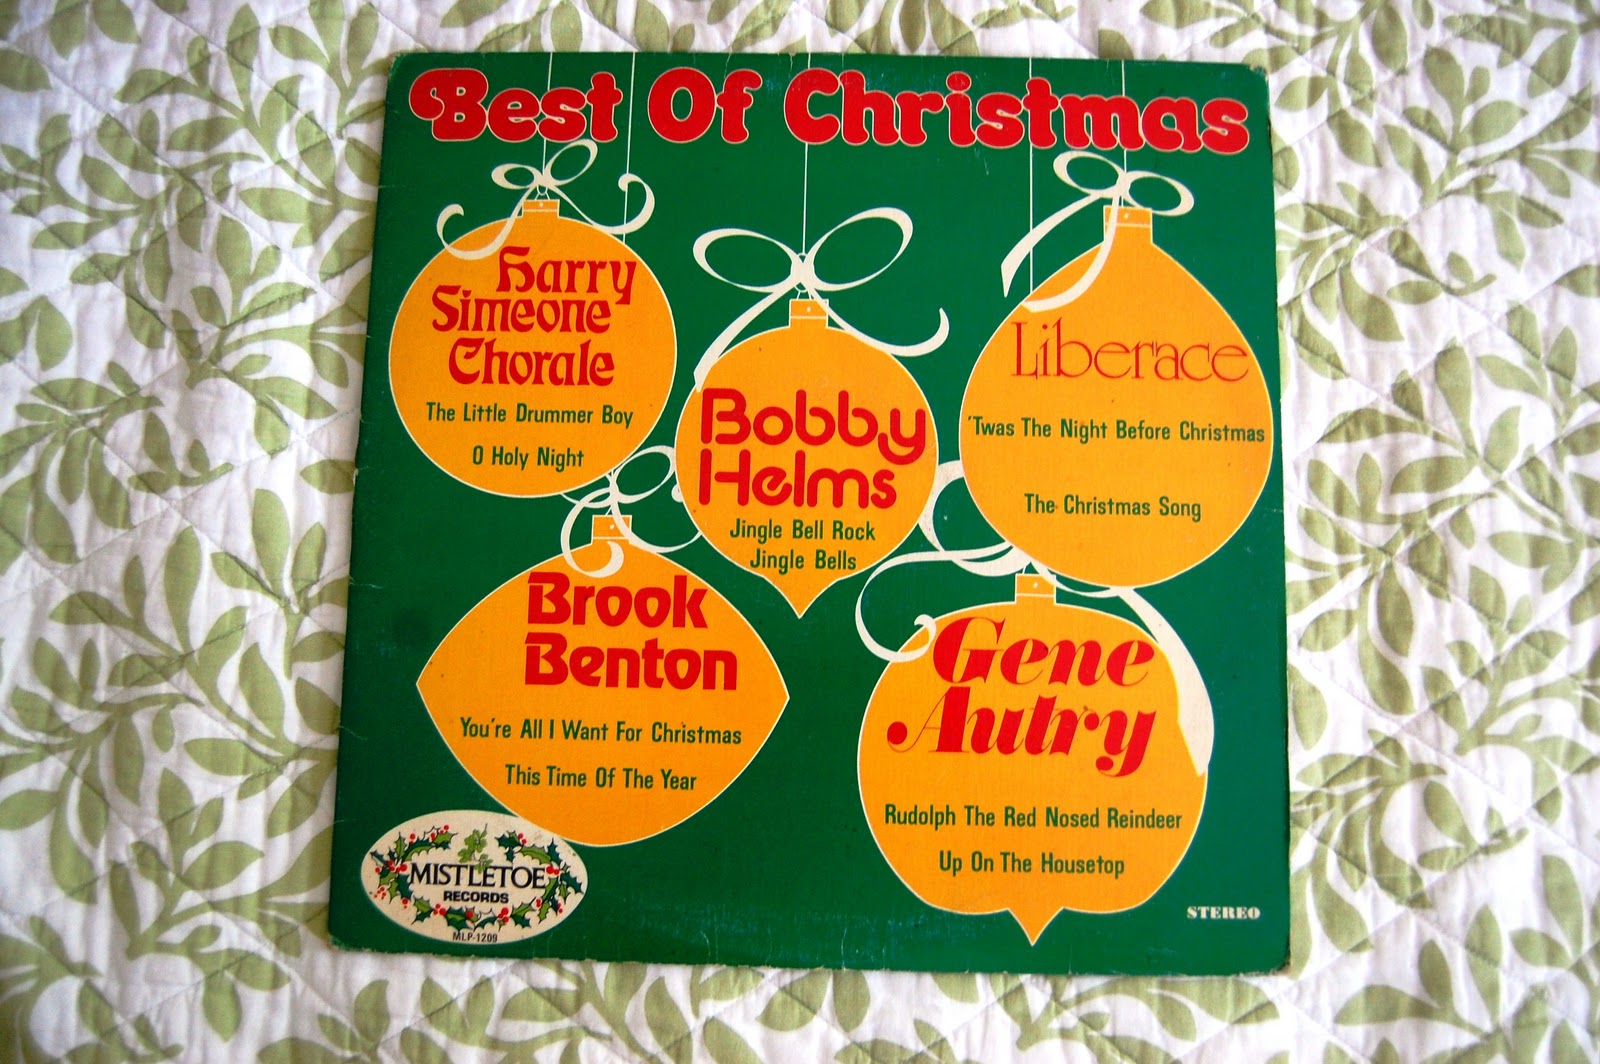 Best Of Christmas
Harry
Simeone
Chorale
The Little Drummer Boy
O Holy Night
Bobby
Helms
Jingle Bell Rock
Jingle Bells
Liberace
'Twas The Night Before Christmas
The Christmas Song
Brook
Benton
You're All I Want For Christmas
This Time Of The Year
Gene
Autry
Rudolph The Red Nosed Reindeer
Up On The Housetop
MISTLETOE
RECORDS
MLP-1209
STEREO